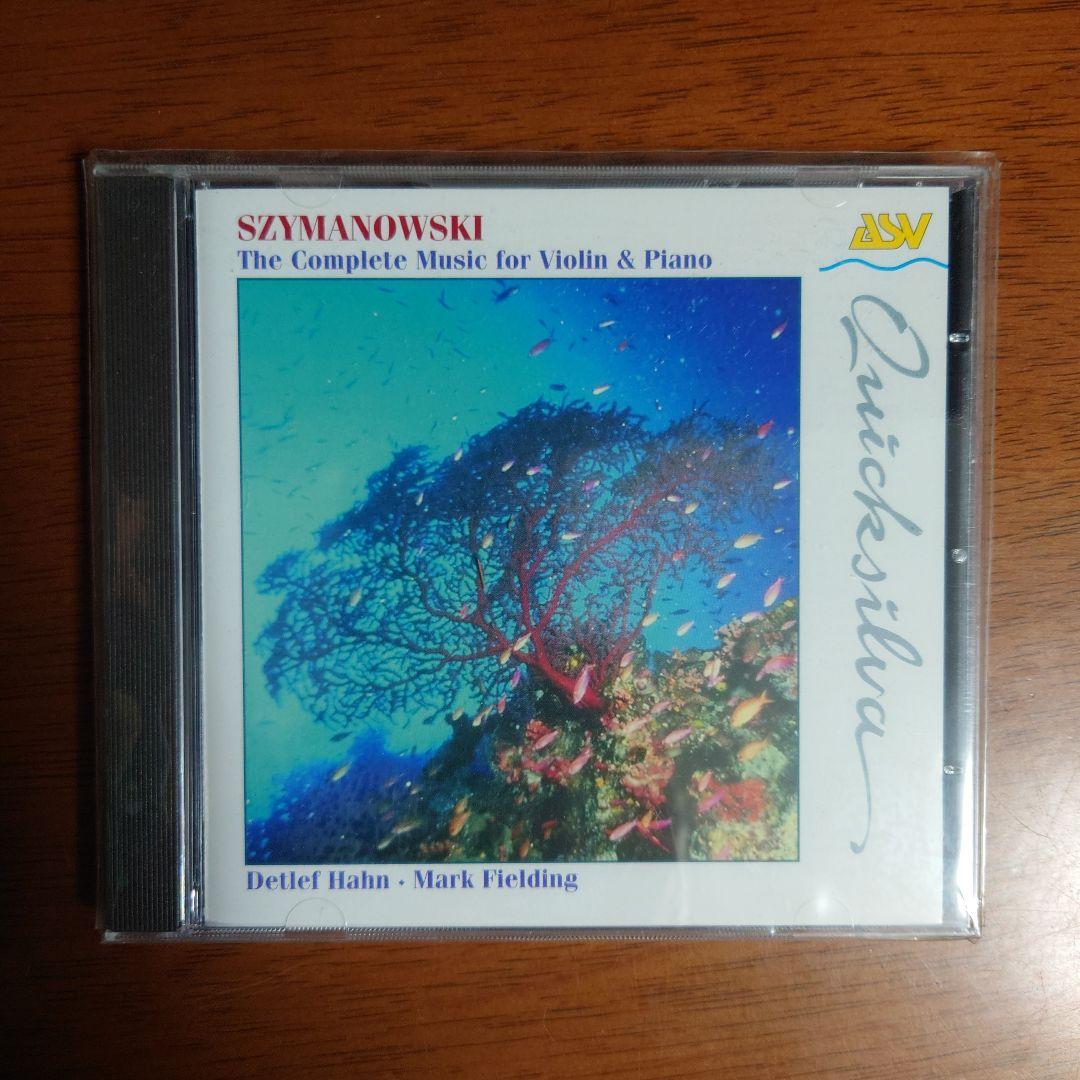 SZYMANOWSKI
The Complete Music for Violin & Piano
ASV
Quicksilva
Detlef Hahn • Mark Fielding